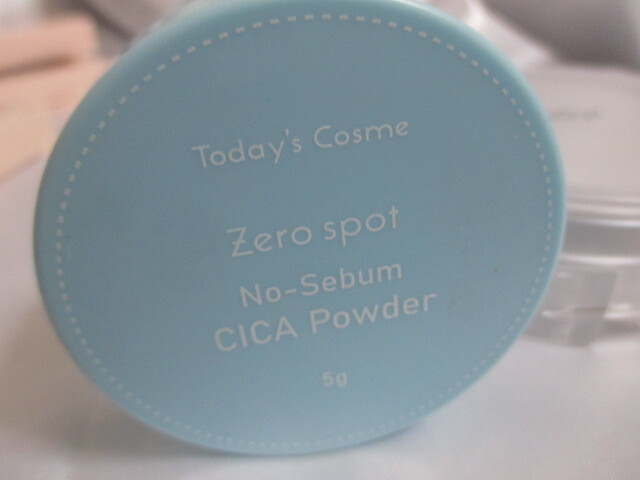 Today's Cosme
Zero spot
No-Sebum
CICA Powder
5g